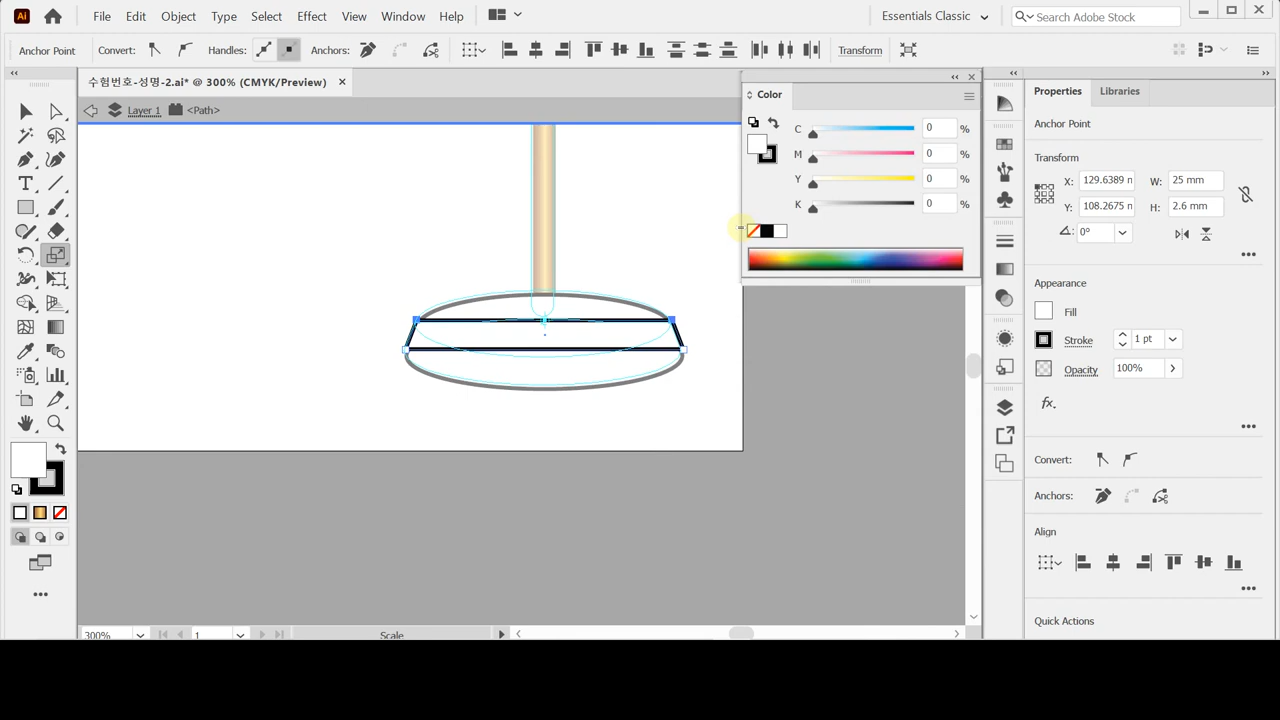 Ai File Edit Object Type Select Effect View Window Help Essentials Classic Search Adobe Stock
Anchor Point Convert: Handles: Anchors: Transform
수험번호-성명-2.ai* @ 300% (CMYK/Preview)
Layer 1 <Path>
Color
C 0 %
M 0 %
Y 0 %
K 0 %
Properties Libraries
Anchor Point
Transform
X: 129.6389 W: 25 mm
Y: 108.2675 H: 2.6 mm
0°
Appearance
Fill
Stroke 1 pt
Opacity 100%
fx.
Convert:
Anchors:
Align
Quick Actions
300% 1 Scale